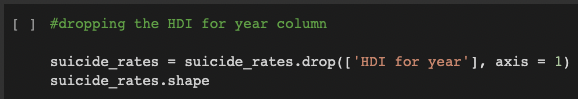 [ ] #dropping the HDI for year column
suicide_rates = suicide_rates.drop(['HDI for year'], axis = 1)
suicide_rates.shape